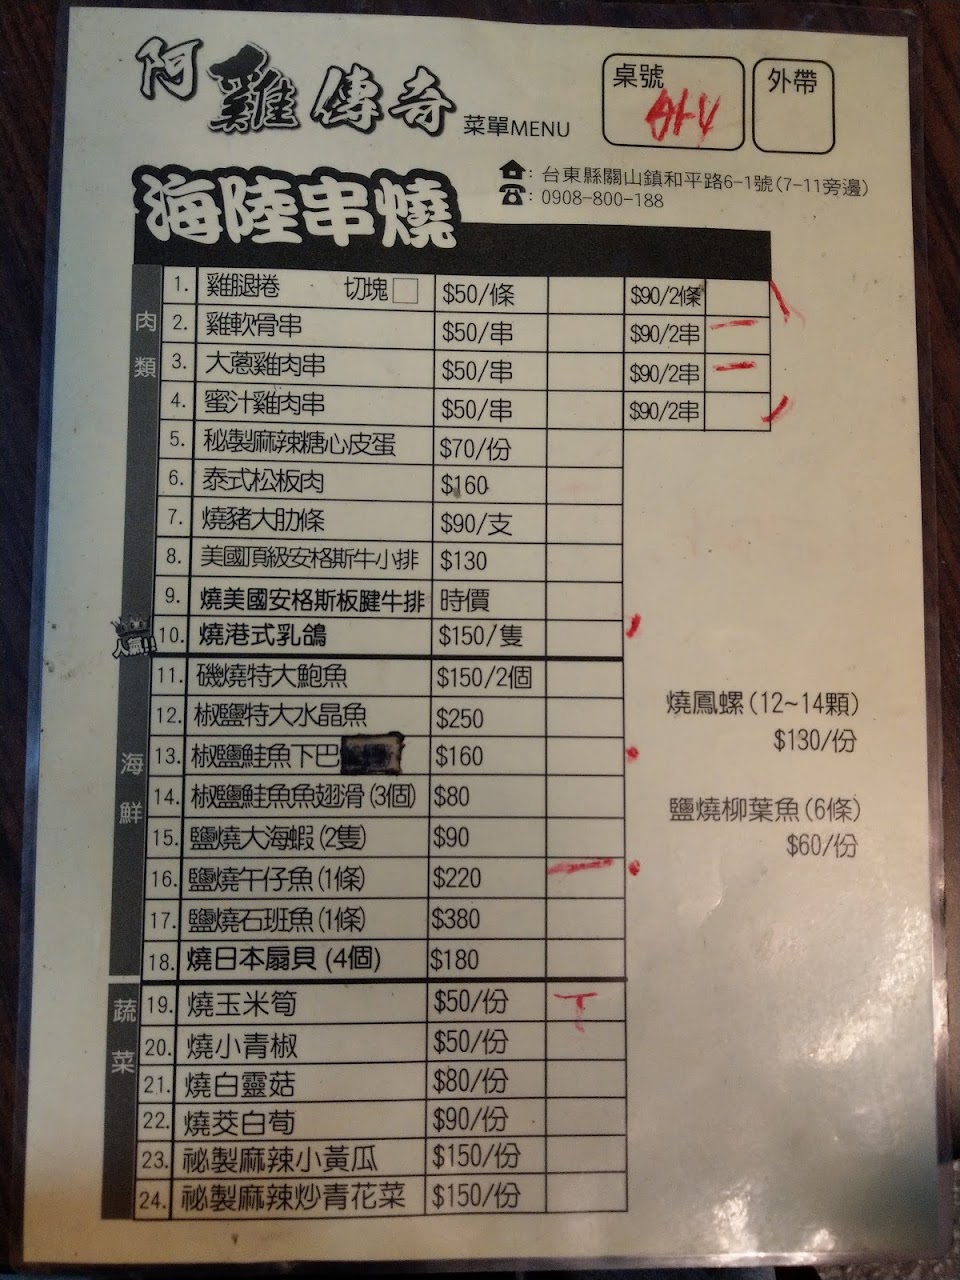 阿雞傳奇 菜單MENU
桌號
外帶
海陸串燒
: 台東縣關山鎮和平路6-1號(7-11旁邊)
: 0908-800-188
肉類
1. 雞腿捲 切塊□ $50/條 $90/2條
2. 雞軟骨串 $50/串 $90/2串
3. 大蔥雞肉串 $50/串 $90/2串
4. 蜜汁雞肉串 $50/串 $90/2串
5. 秘製麻辣糖心皮蛋 $70/份
6. 泰式松板肉 $160
7. 燒豬大肋條 $90/支
8. 美國頂級安格斯牛小排 $130
9. 燒美國安格斯板腱牛排 時價
人氣!!
10. 燒港式乳鴿 $150/隻
海鮮
11. 磯燒特大鮑魚 $150/2個
12. 椒鹽特大水晶魚 $250
13. 椒鹽鮭魚下巴 $160
14. 椒鹽鮭魚魚翅滑(3個) $80
15. 鹽燒大海蝦(2隻) $90
16. 鹽燒午仔魚(1條) $220
17. 鹽燒石班魚(1條) $380
18. 燒日本扇貝 (4個) $180
燒鳳螺(12~14顆)
$130/份
鹽燒柳葉魚(6條)
$60/份
蔬菜
19. 燒玉米筍 $50/份
20. 燒小青椒 $50/份
21. 燒白靈菇 $80/份
22. 燒茭白荀 $90/份
23. 祕製麻辣小黃瓜 $150/份
24. 祕製麻辣炒青花菜 $150/份